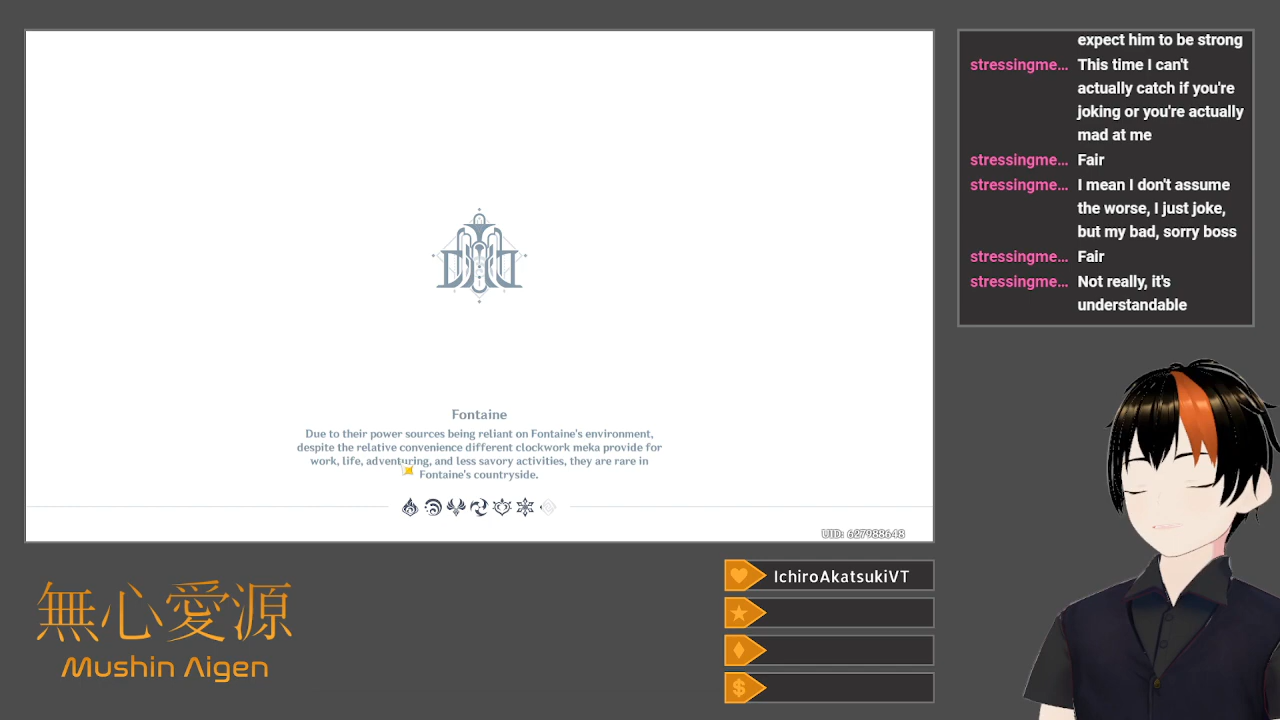 Fontaine
Due to their power sources being reliant on Fontaine's environment,
despite the relative convenience different clockwork meka provide for
work, life, adventuring, and less savory activities, they are rare in
Fontaine's countryside.
UID: 627988648
expect him to be strong
stressingme... This time I can't
actually catch if you're
joking or you're actually
mad at me
stressingme... Fair
stressingme... I mean I don't assume
the worse, I just joke,
but my bad, sorry boss
stressingme... Fair
stressingme... Not really, it's
understandable
無心愛源
Mushin Aigen
IchiroAkatsukiVT